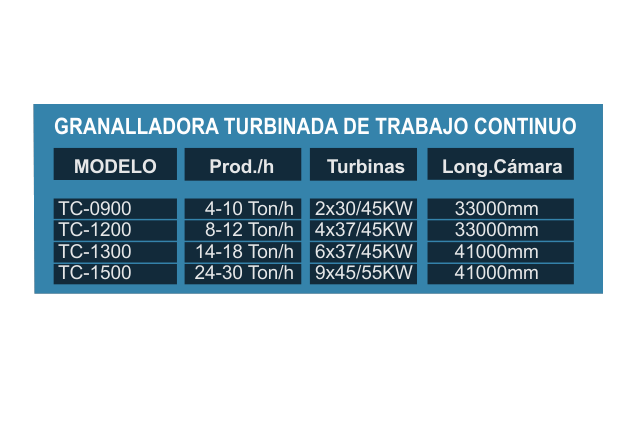 GRANALLADORA TURBINADA DE TRABAJO CONTINUO
MODELO Prod./h Turbinas Long.Cámara
TC-0900 4-10 Ton/h 2x30/45KW 33000mm
TC-1200 8-12 Ton/h 4x37/45KW 33000mm
TC-1300 14-18 Ton/h 6x37/45KW 41000mm
TC-1500 24-30 Ton/h 9x45/55KW 41000mm